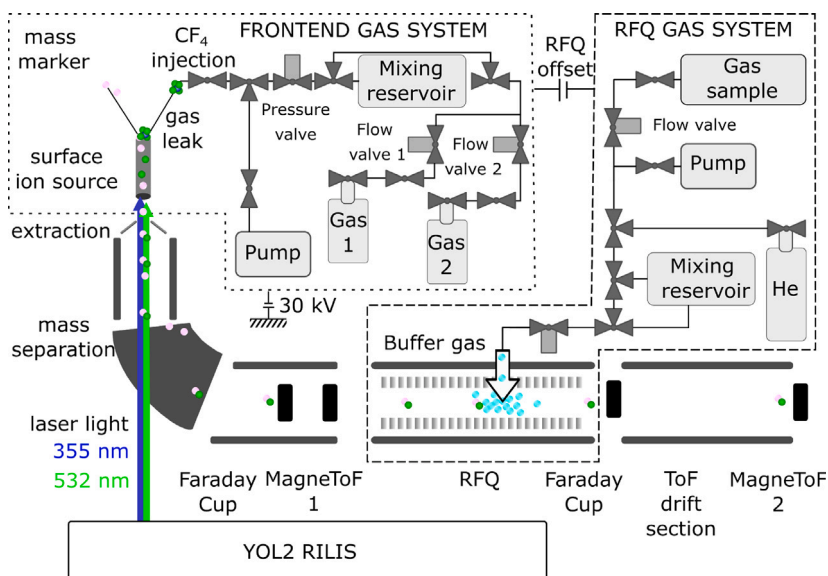 mass
marker
CF4
injection
FRONTEND GAS SYSTEM
Mixing
reservoir
Pressure
valve
gas
leak
surface
ion source
Flow
valve 1
Flow
valve 2
Gas
1
Gas
2
Pump
extraction
30 kV
mass
separation
RFQ
offset
RFQ GAS SYSTEM
Gas
sample
Flow valve
Pump
Mixing
reservoir
He
Buffer gas
laser light
355 nm
532 nm
Faraday
Cup
MagneToF
1
RFQ
Faraday
Cup
ToF
drift
section
MagneToF
2
YOL2 RILIS